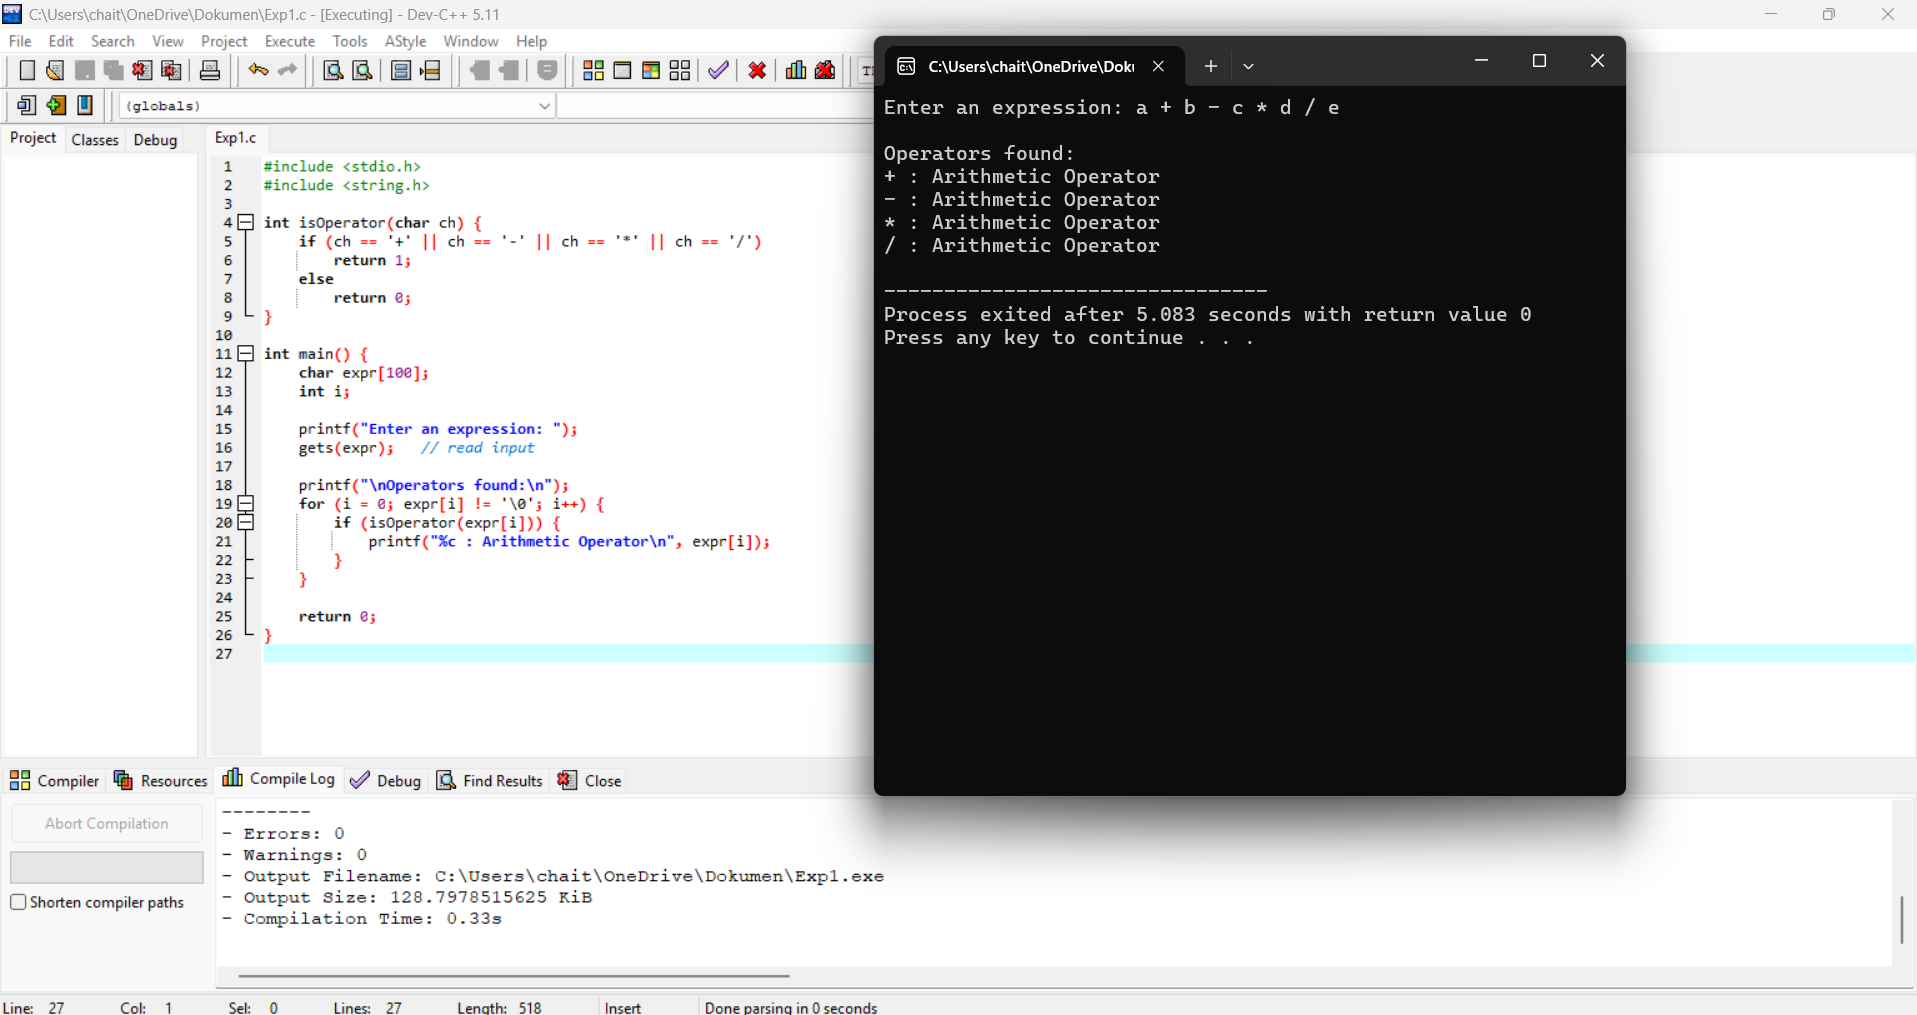 C:\Users\chait\OneDrive\Dokumen\Exp1.c - [Executing] - Dev-C++ 5.11
File Edit Search View Project Execute Tools AStyle Window Help
(globals)
Project Classes Debug
Exp1.c
1 #include <stdio.h>
2 #include <string.h>
3
4 int isOperator(char ch) {
5 if (ch == '+' || ch == '-' || ch == '*' || ch == '/')
6 return 1;
7 else
8 return 0;
9 }
10
11 int main() {
12 char expr[100];
13 int i;
14
15 printf("Enter an expression: ");
16 gets(expr); // read input
17
18 printf("\nOperators found:\n");
19 for (i = 0; expr[i] != '\0'; i++) {
20 if (isOperator(expr[i])) {
21 printf("%c : Arithmetic Operator\n", expr[i]);
22 }
23 }
24
25 return 0;
26 }
27
C:\Users\chait\OneDrive\Dok
Enter an expression: a + b - c * d / e
Operators found:
+ : Arithmetic Operator
- : Arithmetic Operator
* : Arithmetic Operator
/ : Arithmetic Operator
--------------------------------
Process exited after 5.083 seconds with return value 0
Press any key to continue . . .
Compiler Resources Compile Log Debug Find Results Close
Abort Compilation
Shorten compiler paths
--------
- Errors: 0
- Warnings: 0
- Output Filename: C:\Users\chait\OneDrive\Dokumen\Exp1.exe
- Output Size: 128.7978515625 KiB
- Compilation Time: 0.33s
Line: 27 Col: 1 Sel: 0 Lines: 27 Length: 518 Insert Done parsing in 0 seconds